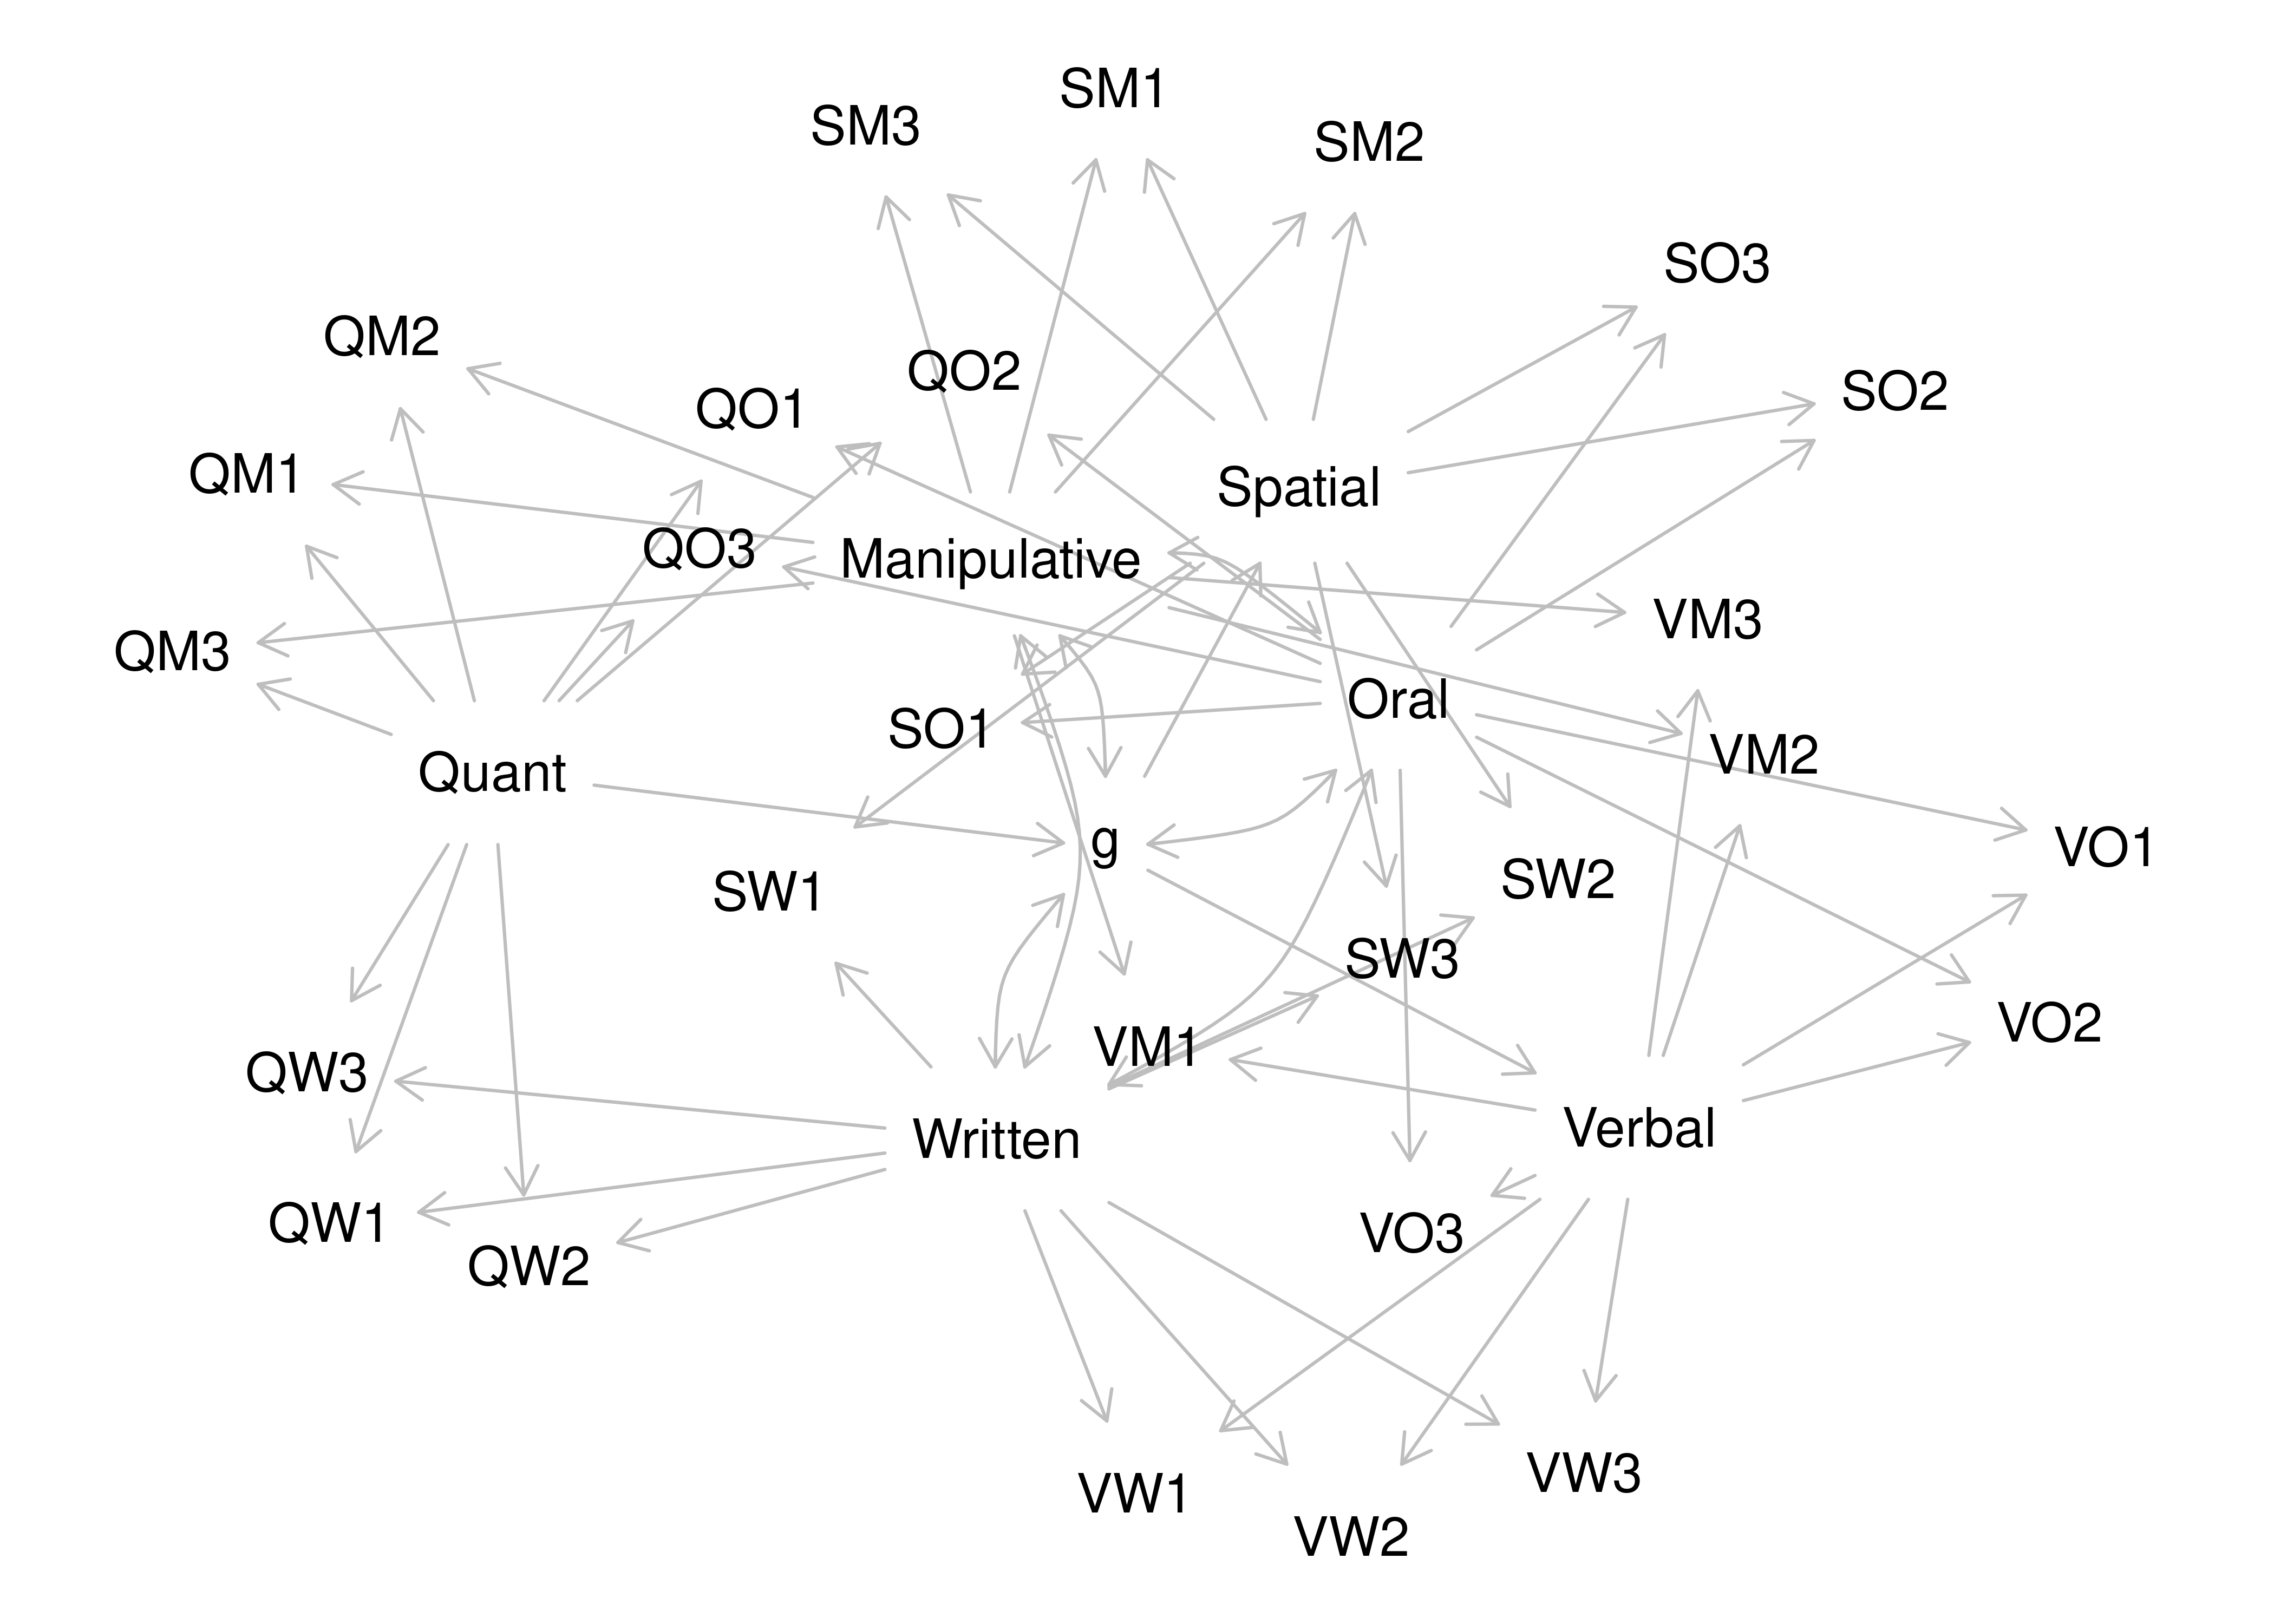 SM1
SM3
SM2
SO3
QM2
QO2
SO2
QO1
QM1
Spatial
QO3
Manipulative
VM3
QM3
Oral
SO1
VM2
Quant
g
VO1
SW2
SW1
SW3
VO2
VM1
QW3
Verbal
Written
QW1
VO3
QW2
VW3
VW1
VW2